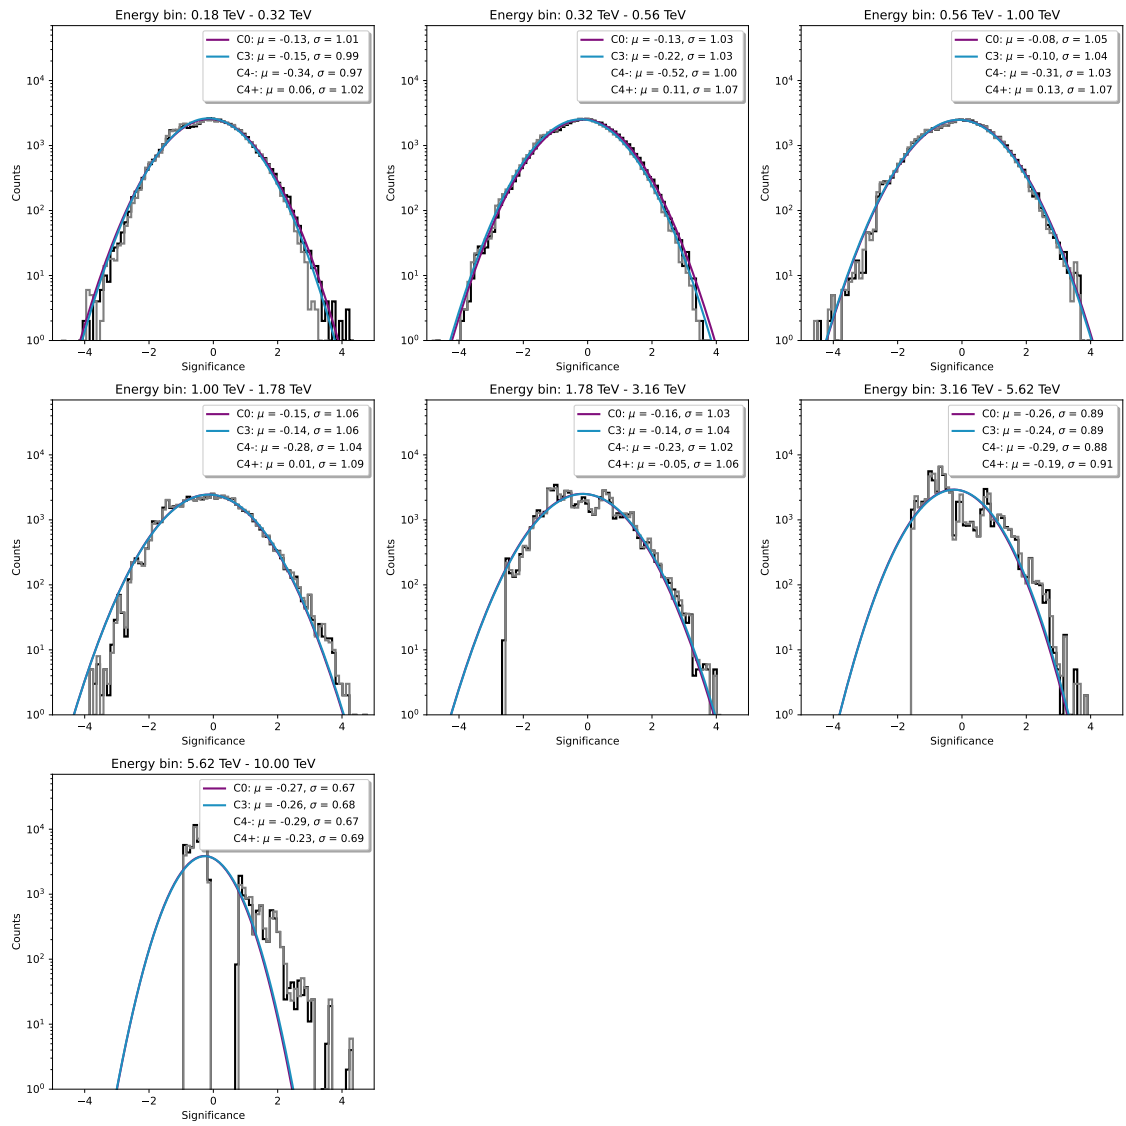 Energy bin: 0.18 TeV - 0.32 TeV
C0: μ = -0.13, σ = 1.01
C3: μ = -0.15, σ = 0.99
C4-: μ = -0.34, σ = 0.97
C4+: μ = 0.06, σ = 1.02
Counts
10⁴
10³
10²
10¹
10⁰
−4 −2 0 2 4
Significance
Energy bin: 0.32 TeV - 0.56 TeV
C0: μ = -0.13, σ = 1.03
C3: μ = -0.22, σ = 1.03
C4-: μ = -0.52, σ = 1.00
C4+: μ = 0.11, σ = 1.07
Counts
10⁴
10³
10²
10¹
10⁰
−4 −2 0 2 4
Significance
Energy bin: 0.56 TeV - 1.00 TeV
C0: μ = -0.08, σ = 1.05
C3: μ = -0.10, σ = 1.04
C4-: μ = -0.31, σ = 1.03
C4+: μ = 0.13, σ = 1.07
Counts
10⁴
10³
10²
10¹
10⁰
−4 −2 0 2 4
Significance
Energy bin: 1.00 TeV - 1.78 TeV
C0: μ = -0.15, σ = 1.06
C3: μ = -0.14, σ = 1.06
C4-: μ = -0.28, σ = 1.04
C4+: μ = 0.01, σ = 1.09
Counts
10⁴
10³
10²
10¹
10⁰
−4 −2 0 2 4
Significance
Energy bin: 1.78 TeV - 3.16 TeV
C0: μ = -0.16, σ = 1.03
C3: μ = -0.14, σ = 1.04
C4-: μ = -0.23, σ = 1.02
C4+: μ = -0.05, σ = 1.06
Counts
10⁴
10³
10²
10¹
10⁰
−4 −2 0 2 4
Significance
Energy bin: 3.16 TeV - 5.62 TeV
C0: μ = -0.26, σ = 0.89
C3: μ = -0.24, σ = 0.89
C4-: μ = -0.29, σ = 0.88
C4+: μ = -0.19, σ = 0.91
Counts
10⁴
10³
10²
10¹
10⁰
−4 −2 0 2 4
Significance
Energy bin: 5.62 TeV - 10.00 TeV
C0: μ = -0.27, σ = 0.67
C3: μ = -0.26, σ = 0.68
C4-: μ = -0.29, σ = 0.67
C4+: μ = -0.23, σ = 0.69
Counts
10⁴
10³
10²
10¹
10⁰
−4 −2 0 2 4
Significance